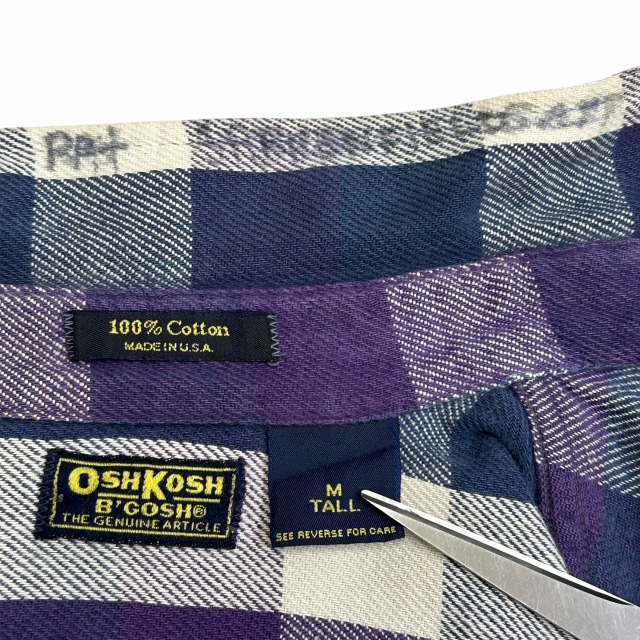 100% Cotton
MADE IN U.S.A.
OSHKOSH
B'GOSH®
THE GENUINE ARTICLE
M
TALL
SEE REVERSE FOR CARE